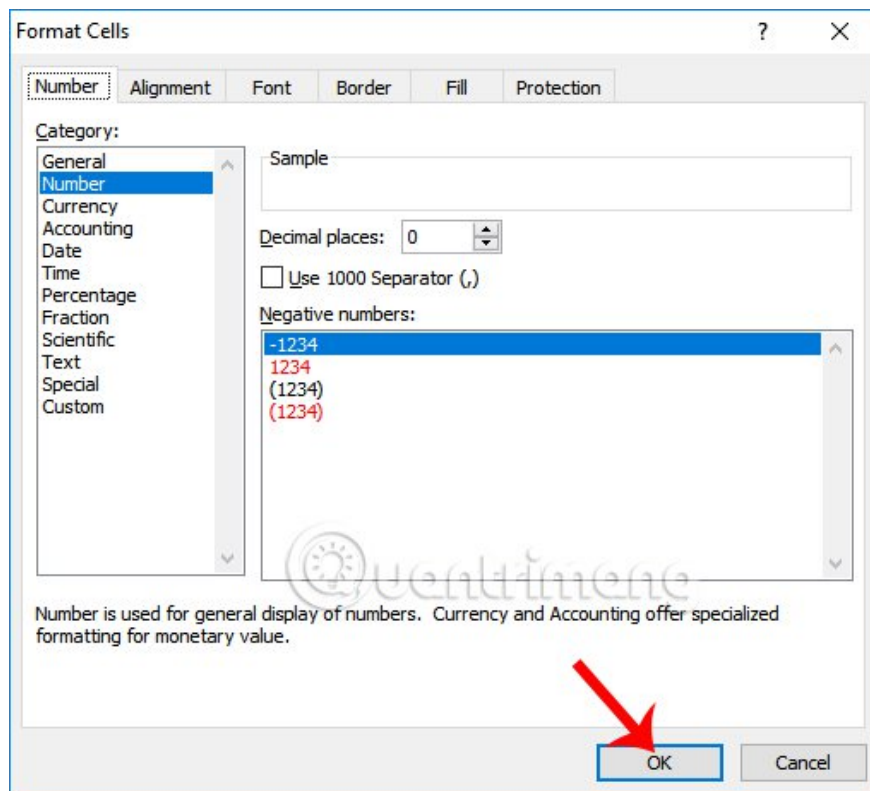 Format Cells
?
Number Alignment Font Border Fill Protection
Category:
General
Number
Currency
Accounting
Date
Time
Percentage
Fraction
Scientific
Text
Special
Custom
Sample
Decimal places: 0
Use 1000 Separator (,)
Negative numbers:
-1234
1234
(1234)
(1234)
Quantrimang
Number is used for general display of numbers. Currency and Accounting offer specialized
formatting for monetary value.
OK Cancel